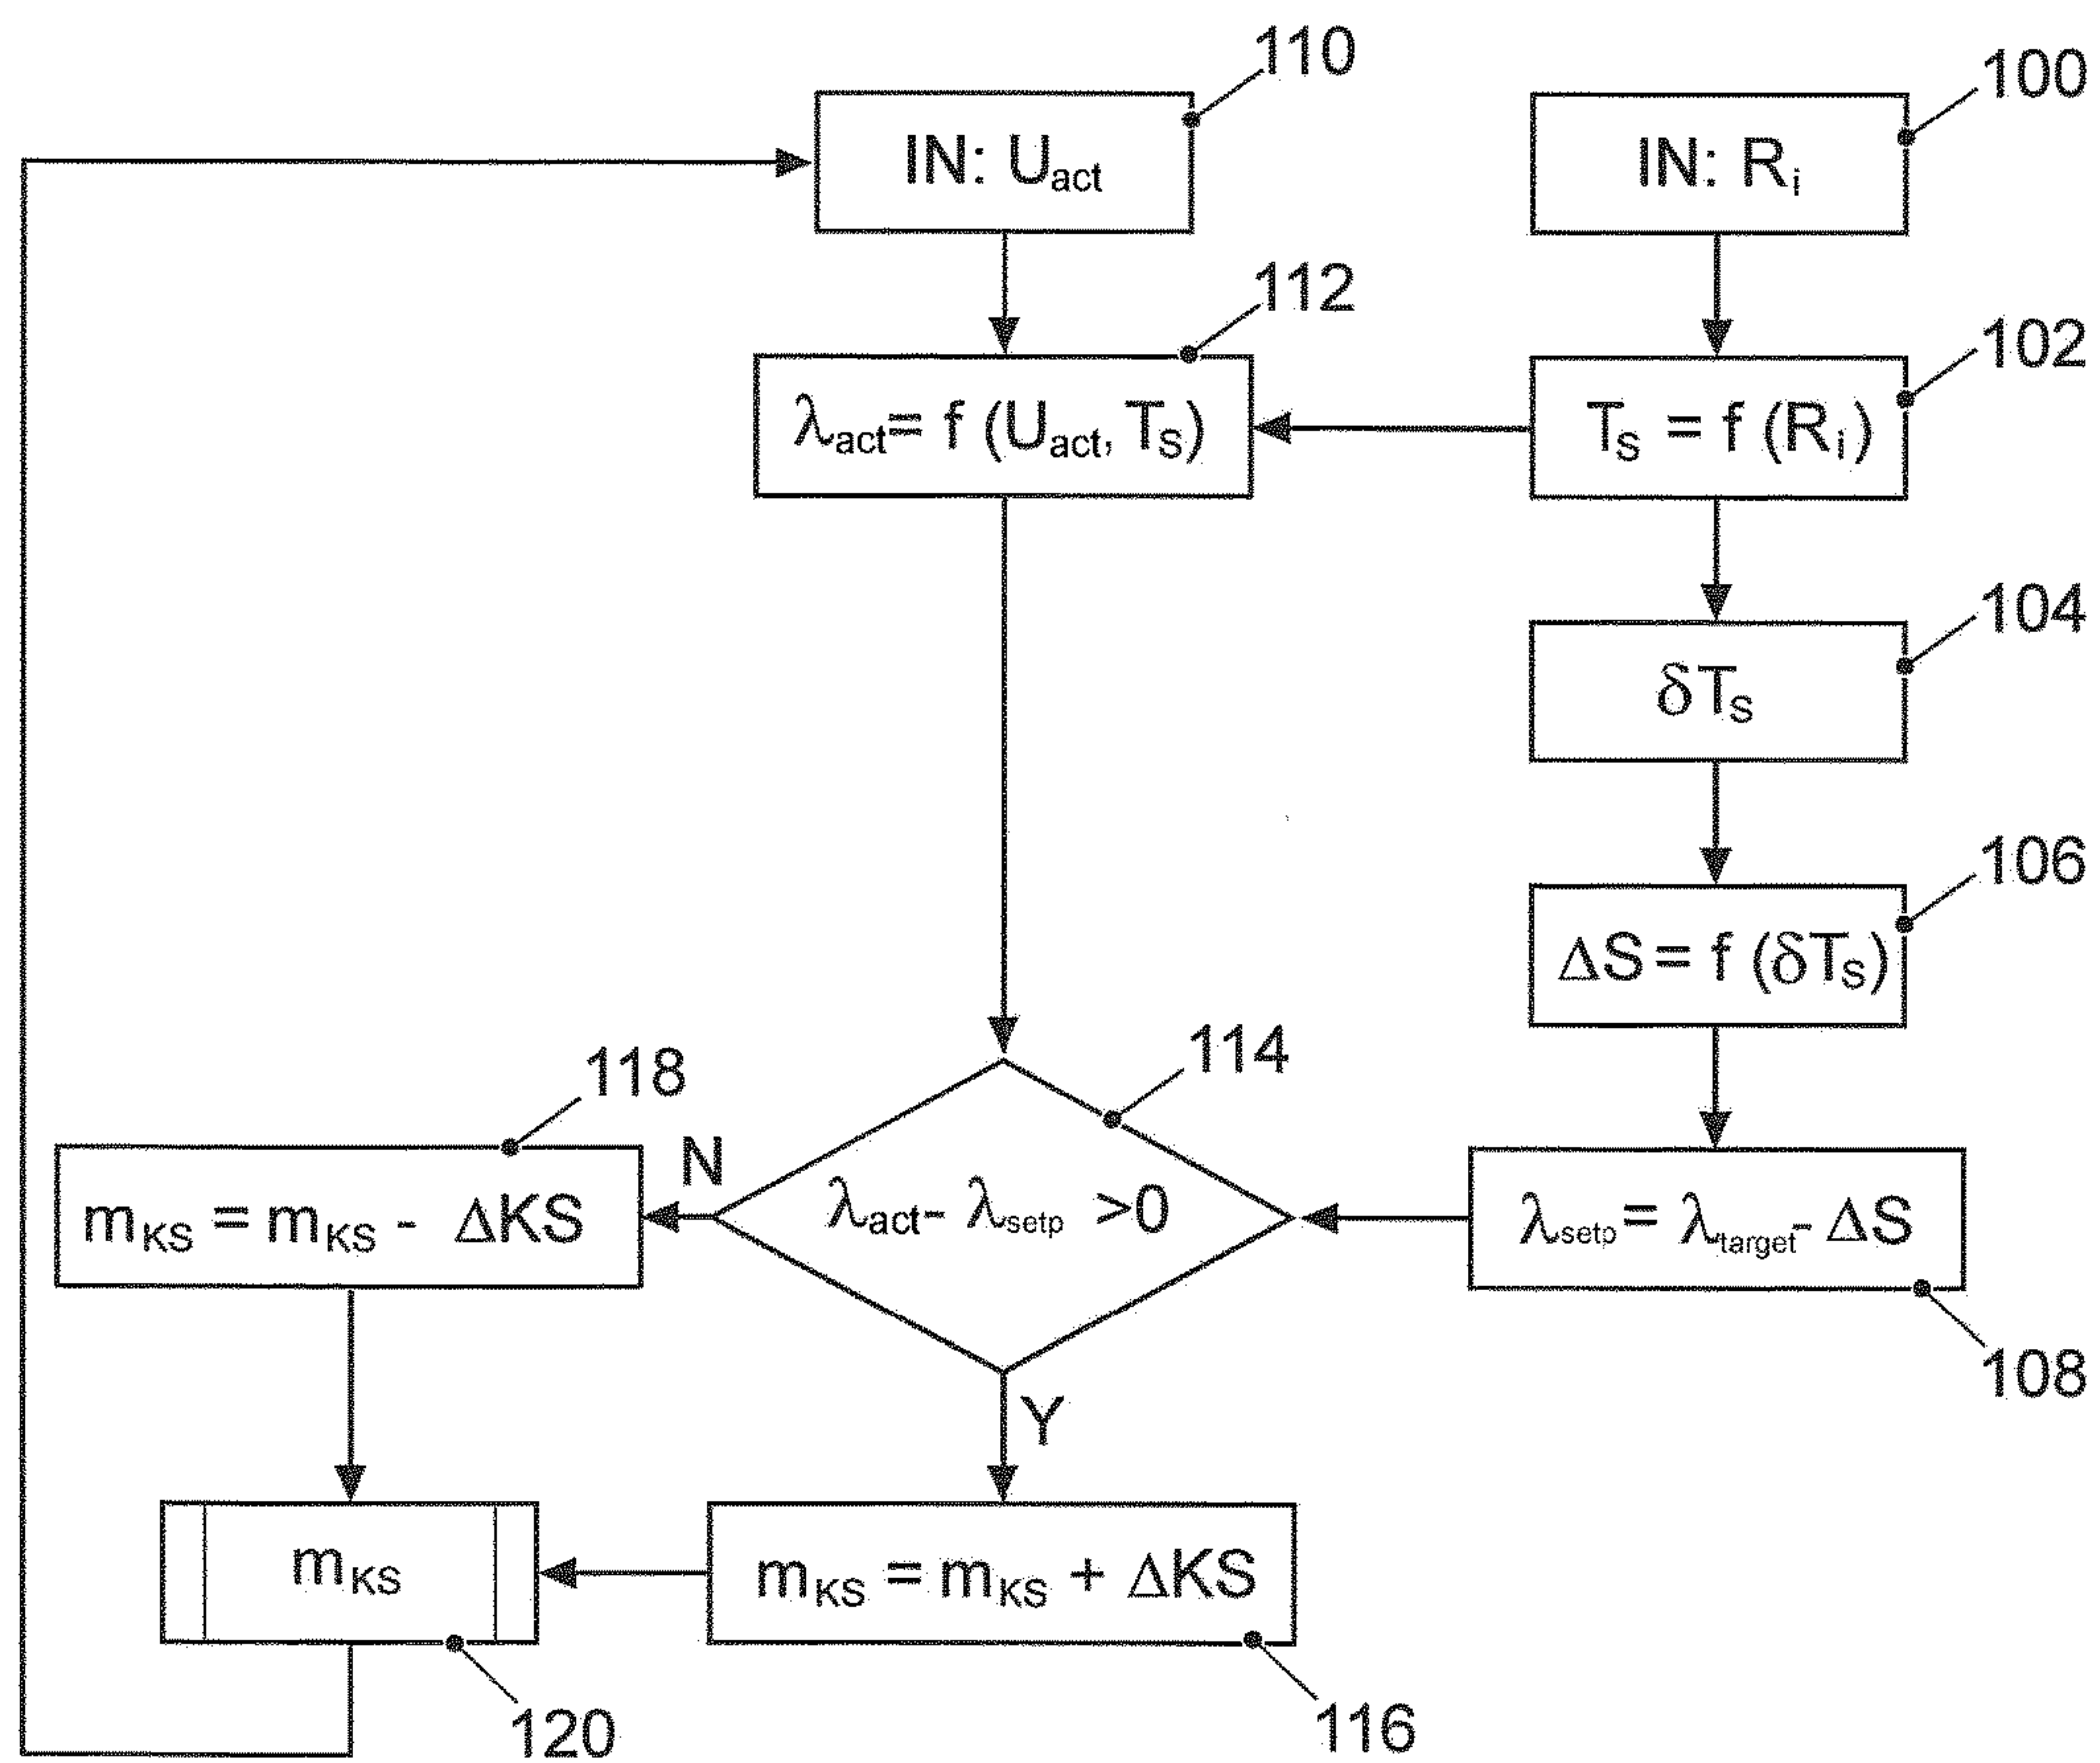 110
100
IN: Uact
IN: Ri
112
102
λact= f (Uact, TS)
TS = f (Ri)
104
δTS
106
ΔS = f (δTS)
118
114
N
mKS = mKS - ΔKS
λact- λsetp >0
λsetp= λtarget- ΔS
108
Y
mKS
mKS = mKS + ΔKS
120
116